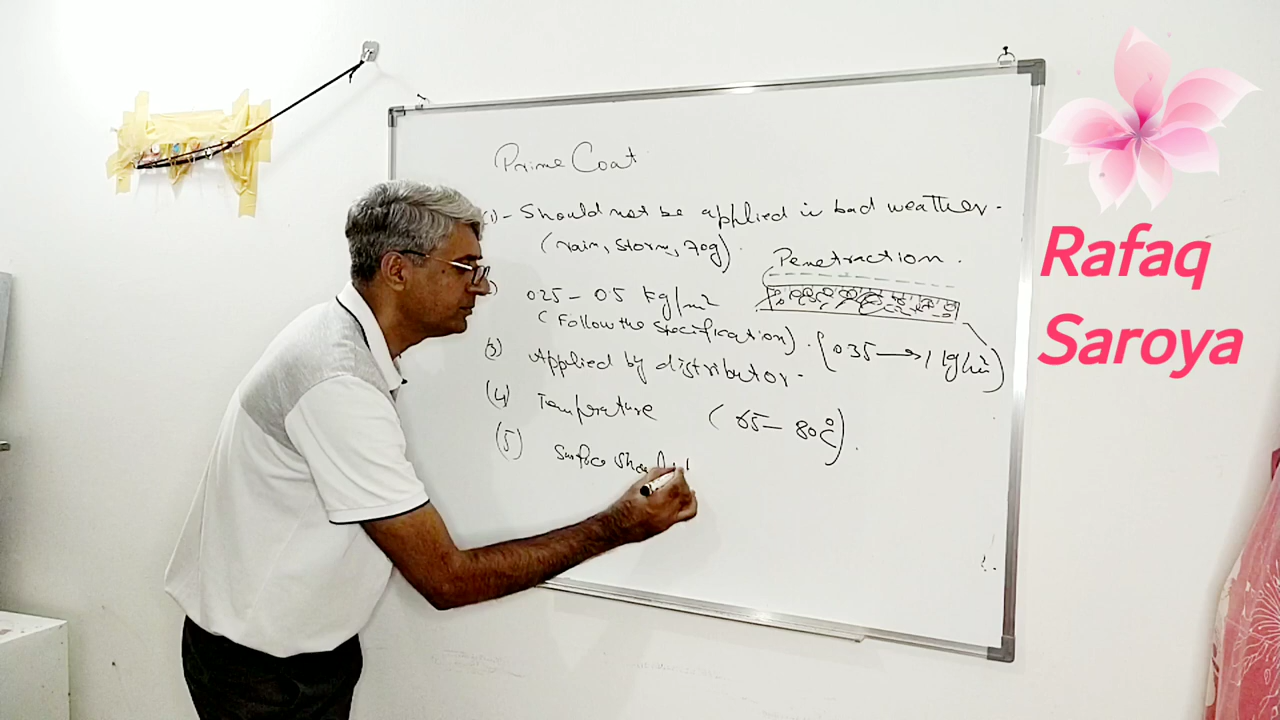 Prime Coat
(1)- Should not be applied in bad weather.
(rain, Storm, Fog)
Penetraction.
025 - 05 Kg/m²
(Follow the Specification). (035 → 1 kg/m²)
(3) Applied by distributor.
(4) Temperature (65 - 80°C).
(5) Surface Should
Rafaq
Saroya